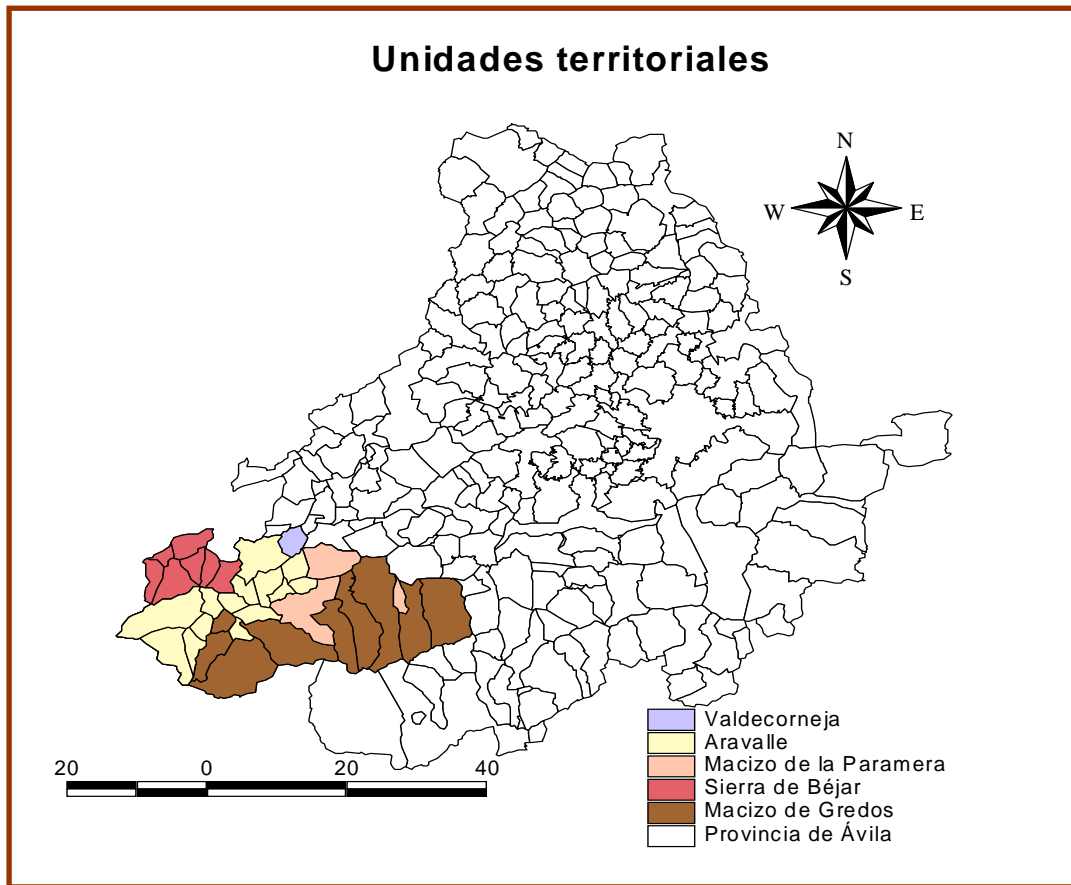 Unidades territoriales
N
W E
S
Valdecorneja
Aravalle
Macizo de la Paramera
Sierra de Béjar
Macizo de Gredos
Provincia de Ávila
20 0 20 40